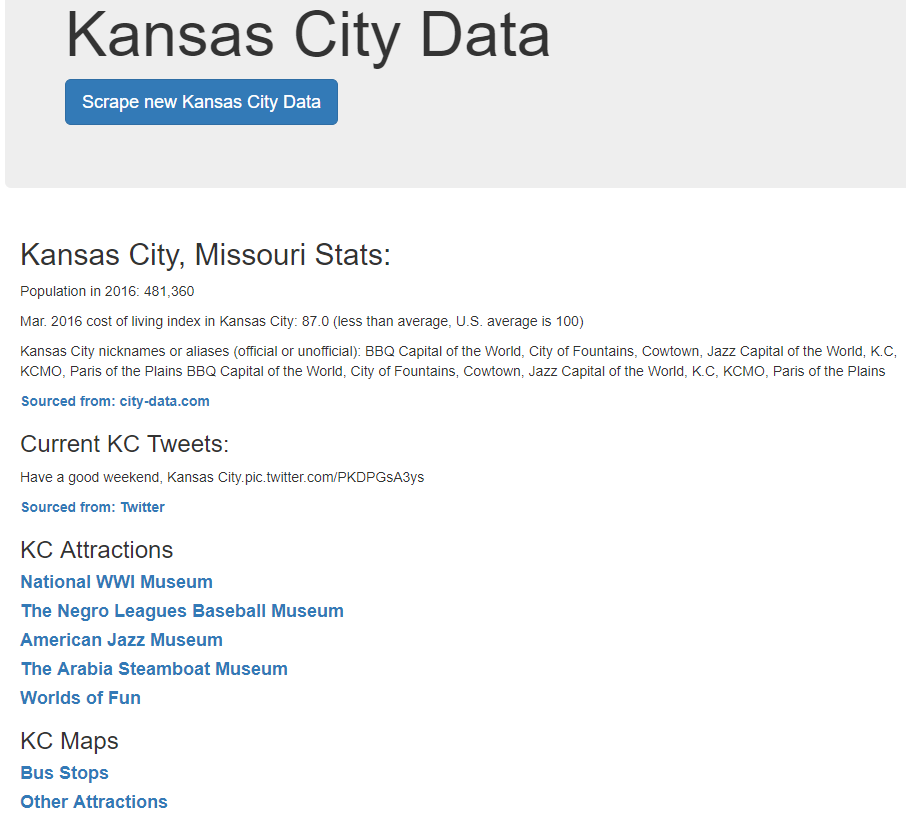 Kansas City Data
Scrape new Kansas City Data
Kansas City, Missouri Stats:
Population in 2016: 481,360
Mar. 2016 cost of living index in Kansas City: 87.0 (less than average, U.S. average is 100)
Kansas City nicknames or aliases (official or unofficial): BBQ Capital of the World, City of Fountains, Cowtown, Jazz Capital of the World, K.C,
KCMO, Paris of the Plains BBQ Capital of the World, City of Fountains, Cowtown, Jazz Capital of the World, K.C, KCMO, Paris of the Plains
Sourced from: city-data.com
Current KC Tweets:
Have a good weekend, Kansas City.pic.twitter.com/PKDPGsA3ys
Sourced from: Twitter
KC Attractions
National WWI Museum
The Negro Leagues Baseball Museum
American Jazz Museum
The Arabia Steamboat Museum
Worlds of Fun
KC Maps
Bus Stops
Other Attractions